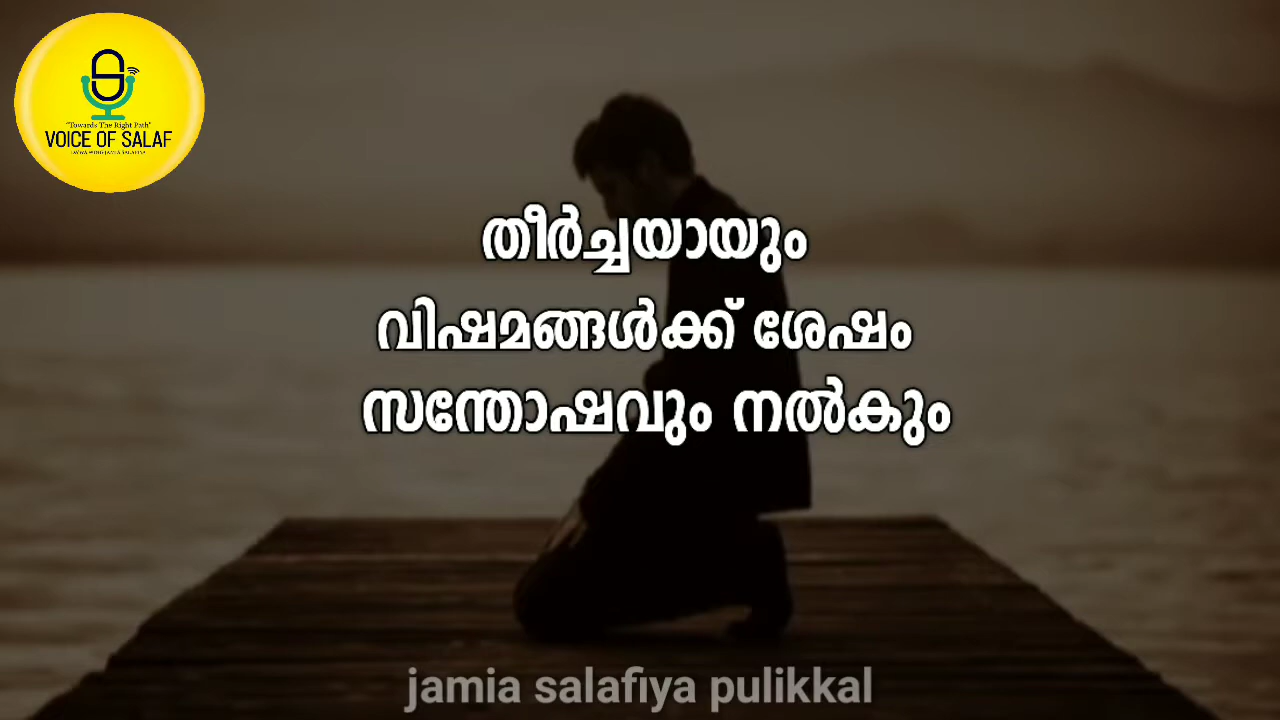 "Towards The Right Path"
VOICE OF SALAF
തീർച്ചയായും
വിഷമങ്ങൾക്ക് ശേഷം
സന്തോഷവും നൽകും
jamia salafiya pulikkal